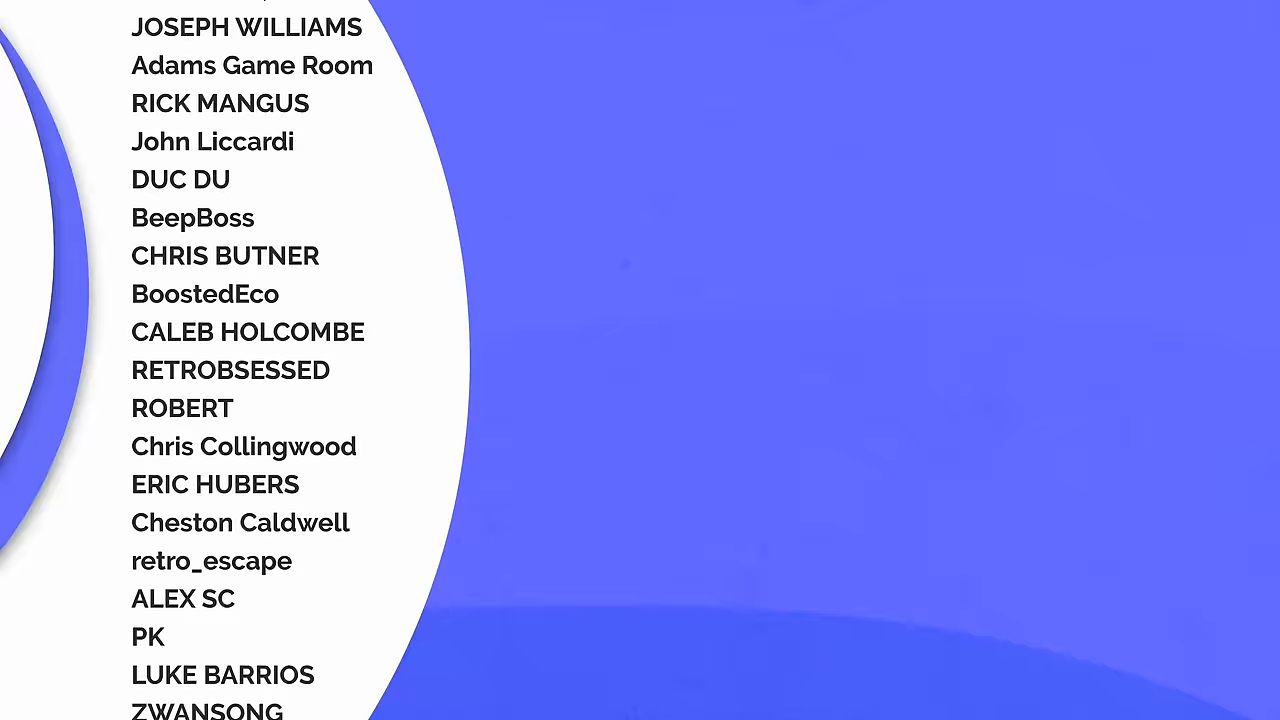 JOSEPH WILLIAMS
Adams Game Room
RICK MANGUS
John Liccardi
DUC DU
BeepBoss
CHRIS BUTNER
BoostedEco
CALEB HOLCOMBE
RETROBSESSED
ROBERT
Chris Collingwood
ERIC HUBERS
Cheston Caldwell
retro_escape
ALEX SC
PK
LUKE BARRIOS
ZWANSONG